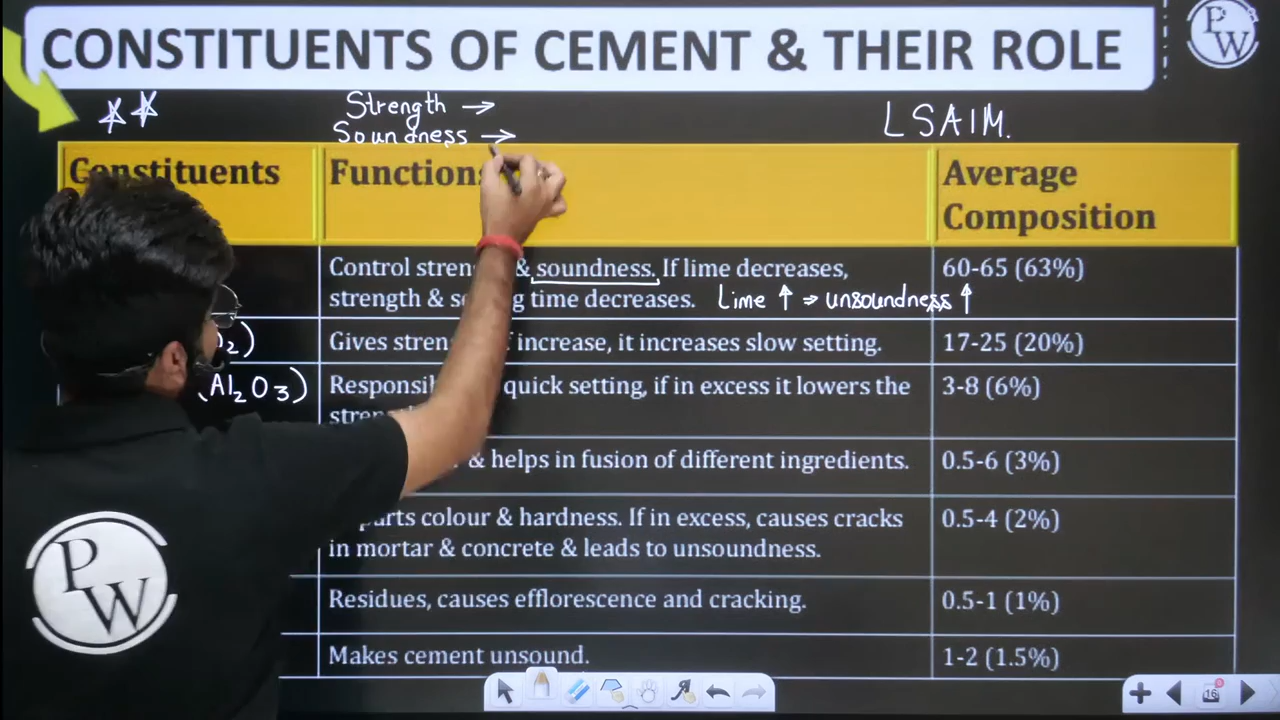 CONSTITUENTS OF CEMENT & THEIR ROLE
PW
Strength →
Soundness →
LSAIM.
Constituents
Function
Average
Composition
Control & soundness. If lime decreases,
strength & time decreases. Lime ↑ ⇒ unsoundness ↑
60-65 (63%)
Gives increase, it increases slow setting.
17-25 (20%)
Al2O3)
quick setting, if in excess it lowers the
3-8 (6%)
& helps in fusion of different ingredients.
0.5-6 (3%)
colour & hardness. If in excess, causes cracks
in mortar & concrete & leads to unsoundness.
0.5-4 (2%)
Residues, causes efflorescence and cracking.
0.5-1 (1%)
Makes cement unsound.
1-2 (1.5%)
PW
16